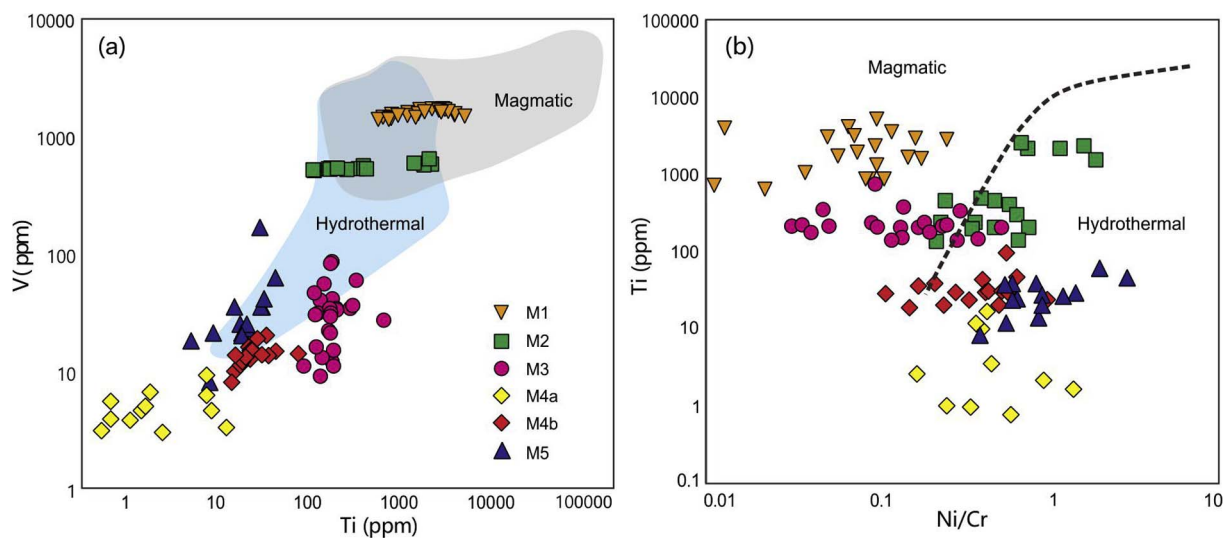 (a)
10000
1000
100
10
1
V(ppm)
Magmatic
Hydrothermal
M1
M2
M3
M4a
M4b
M5
1 10 100 1000 10000 100000
Ti (ppm)
(b)
100000
10000
1000
100
10
1
0.1
Ti (ppm)
Magmatic
Hydrothermal
0.01 0.1 1 10
Ni/Cr